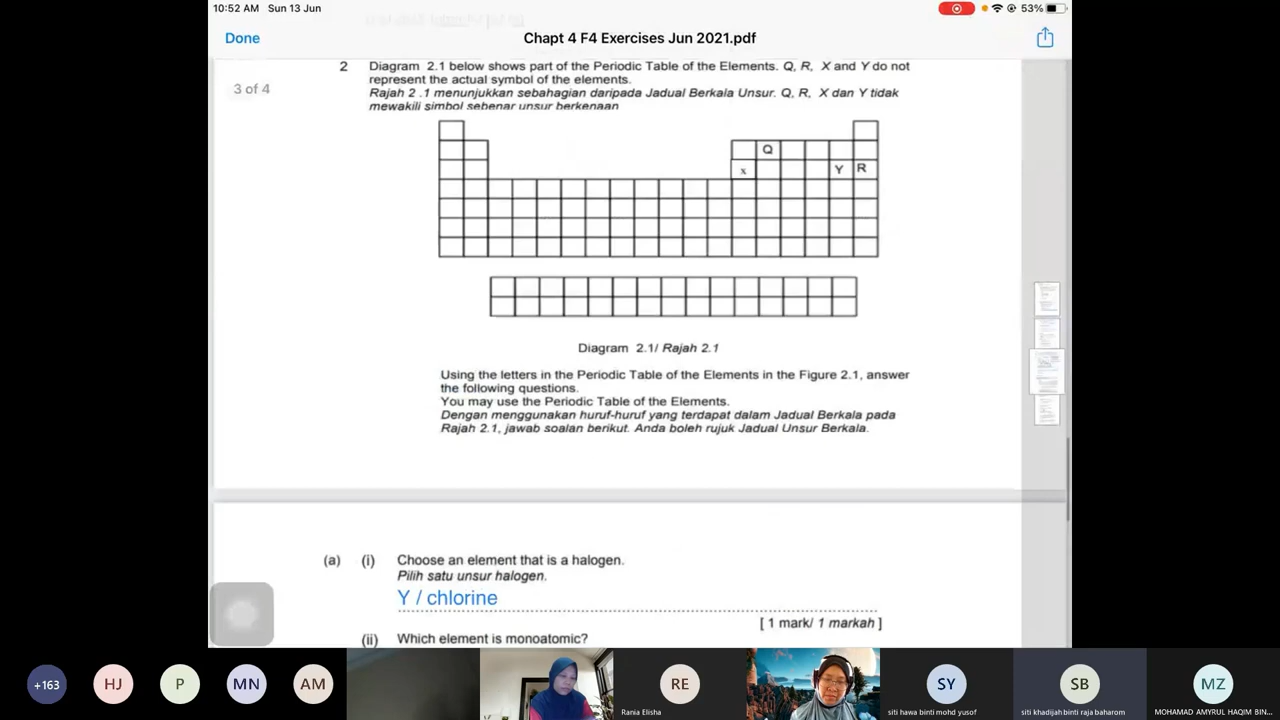 10:52 AM Sun 13 Jun
53%
Done
Chapt 4 F4 Exercises Jun 2021.pdf
3 of 4
2 Diagram 2.1 below shows part of the Periodic Table of the Elements. Q, R, X and Y do not
represent the actual symbol of the elements.
Rajah 2 .1 menunjukkan sebahagian daripada Jadual Berkala Unsur. Q, R, X dan Y tidak
mewakili simbol sebenar unsur berkenaan
Q
x
Y R
Diagram 2.1/ Rajah 2.1
Using the letters in the Periodic Table of the Elements in the Figure 2.1, answer
the following questions.
You may use the Periodic Table of the Elements.
Dengan menggunakan huruf-huruf yang terdapat dalam Jadual Berkala pada
Rajah 2.1, jawab soalan berikut. Anda boleh rujuk Jadual Unsur Berkala.
(a) (i) Choose an element that is a halogen.
Pilih satu unsur halogen.
Y / chlorine
[ 1 mark/ 1 markah ]
(ii) Which element is monoatomic?
+163
HJ
P
MN
AM
RE
SY
SB
MZ
Rania Elisha
siti hawa binti mohd yusof
siti khadijah binti raja baharom
MOHAMAD AMYRUL HAQIM BIN...